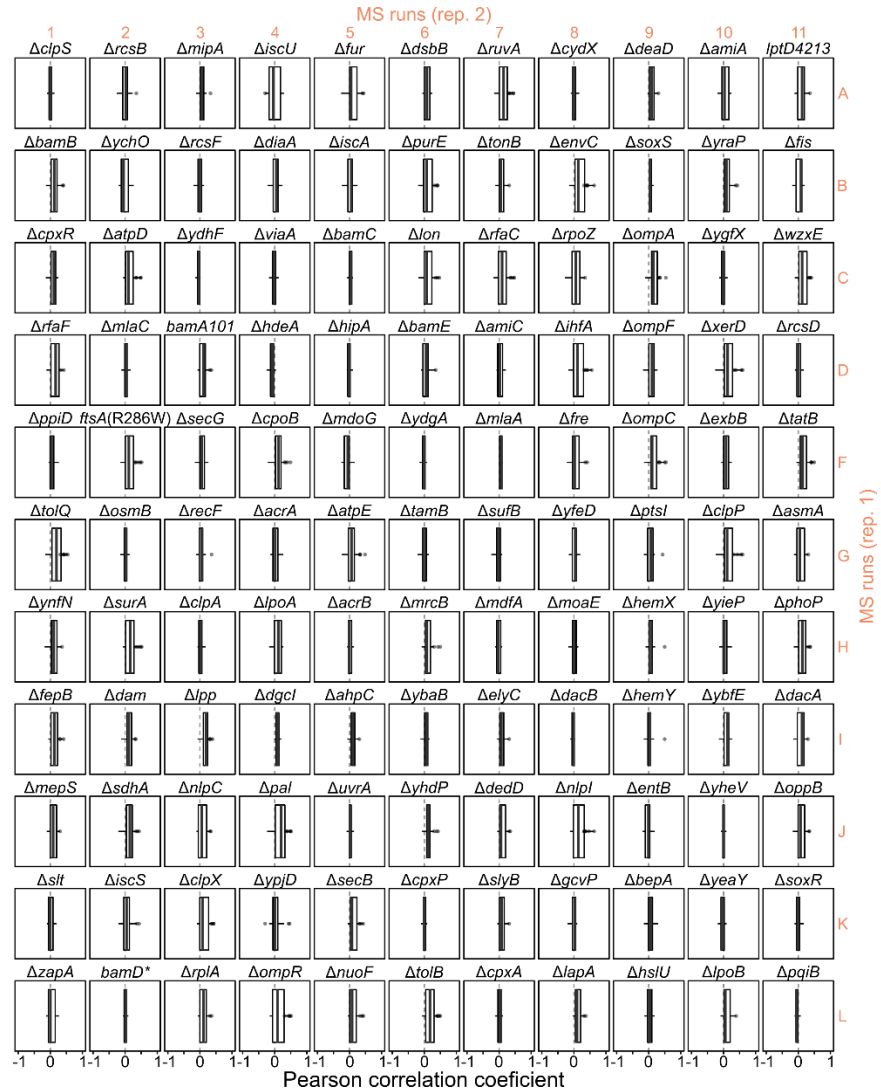 MS runs (rep. 2)
1 2 3 4 5 6 7 8 9 10 11
ΔclpS ΔrcsB ΔmipA ΔiscU Δfur ΔdsbB ΔruvA ΔcydX ΔdeaD ΔamiA lptD4213
A
ΔbamB ΔychO ΔrcsF ΔdiaA ΔiscA ΔpurE ΔtonB ΔenvC ΔsoxS ΔyraP Δfis
B
ΔcpxR ΔatpD ΔydhF ΔviaA ΔbamC Δlon ΔrfaC ΔrpoZ ΔompA ΔygfX ΔwzxE
C
ΔrfaF ΔmlaC bamA101 ΔhdeA ΔhipA ΔbamE ΔamiC ΔihfA ΔompF ΔxerD ΔrcsD
D
ΔppiD ftsA(R286W) ΔsecG ΔcpoB ΔmdoG ΔydgA ΔmlaA Δfre ΔompC ΔexbB ΔtatB
F
ΔtolQ ΔosmB ΔrecF ΔacrA ΔatpE ΔtamB ΔsufB ΔyfeD ΔptsI ΔclpP ΔasmA
G
MS runs (rep. 1)
ΔynfN ΔsurA ΔclpA ΔlpoA ΔacrB ΔmrcB ΔmdfA ΔmoaE ΔhemX ΔyieP ΔphoP
H
ΔfepB Δdam Δlpp ΔdgcI ΔahpC ΔybaB ΔelyC ΔdacB ΔhemY ΔybfE ΔdacA
I
ΔmepS ΔsdhA ΔnlpC Δpal ΔuvrA ΔyhdP ΔdedD ΔnlpI ΔentB ΔyheV ΔoppB
J
Δslt ΔiscS ΔclpX ΔypjD ΔsecB ΔcpxP ΔslyB ΔgcvP ΔbepA ΔyeaY ΔsoxR
K
ΔzapA bamD* ΔrplA ΔompR ΔnuoF ΔtolB ΔcpxA ΔlapA ΔhslU ΔlpoB ΔpqiB
L
-1 0 1 -1 0 1 -1 0 1 -1 0 1 -1 0 1 -1 0 1 -1 0 1 -1 0 1 -1 0 1 -1 0 1 -1 0 1
Pearson correlation coeficient